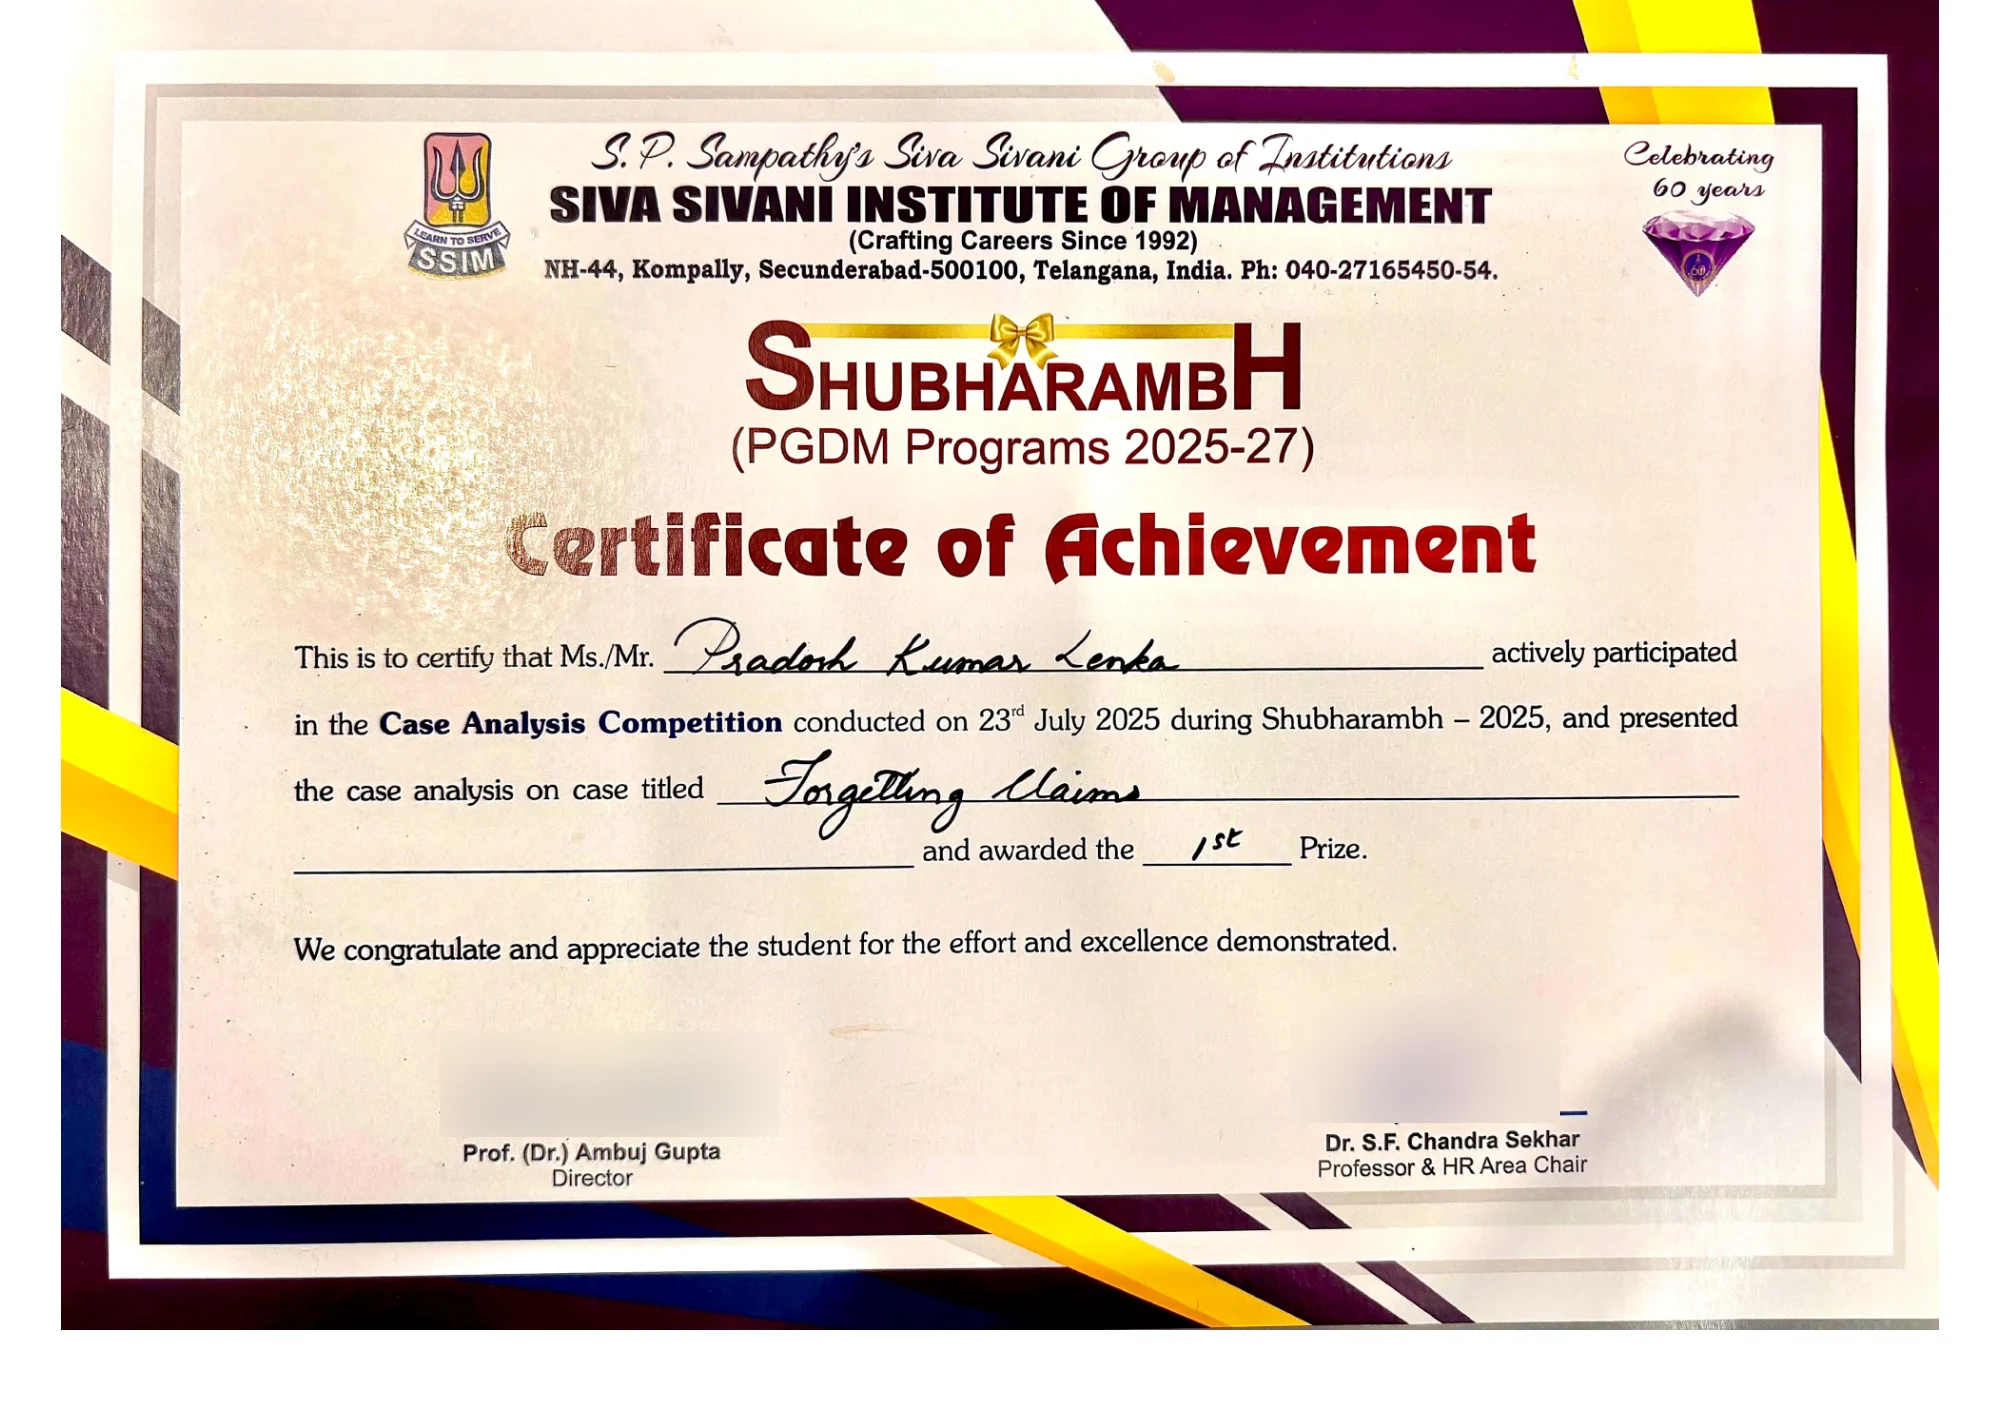 S. P. Sampathy's Siva Sivani Group of Institutions
SIVA SIVANI INSTITUTE OF MANAGEMENT
(Crafting Careers Since 1992)
NH-44, Kompally, Secunderabad-500100, Telangana, India. Ph: 040-27165450-54.
LEARN TO SERVE
SSIM
Celebrating
60 years
60
SHUBHARAMBH
(PGDM Programs 2025-27)
Certificate of Achievement
This is to certify that Ms./Mr. Pradosh Kumar Lenka actively participated
in the Case Analysis Competition conducted on 23rd July 2025 during Shubharambh – 2025, and presented
the case analysis on case titled Forgetting Claims
and awarded the 1st Prize.
We congratulate and appreciate the student for the effort and excellence demonstrated.
Prof. (Dr.) Ambuj Gupta
Director
Dr. S.F. Chandra Sekhar
Professor & HR Area Chair